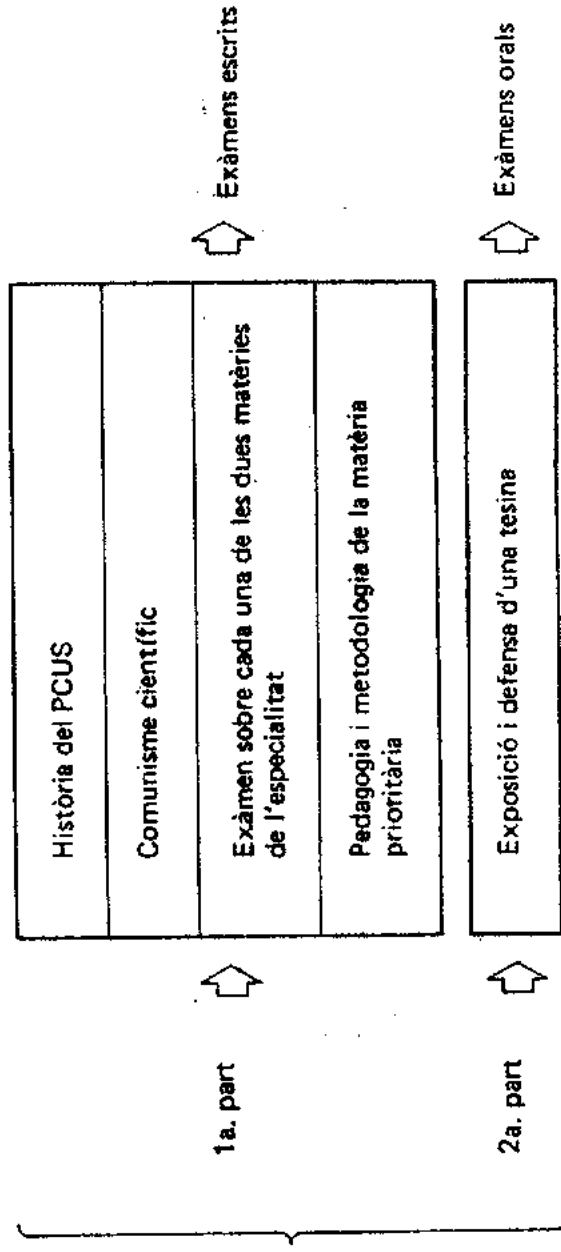 1a. part
Història del PCUS
Comunisme científic
Exàmen sobre cada una de les dues matèries
de l'especialitat
Pedagogia i metodologia de la matèria
prioritària
Exàmens escrits
2a. part
Exposició i defensa d'una tesina
Exàmens orals